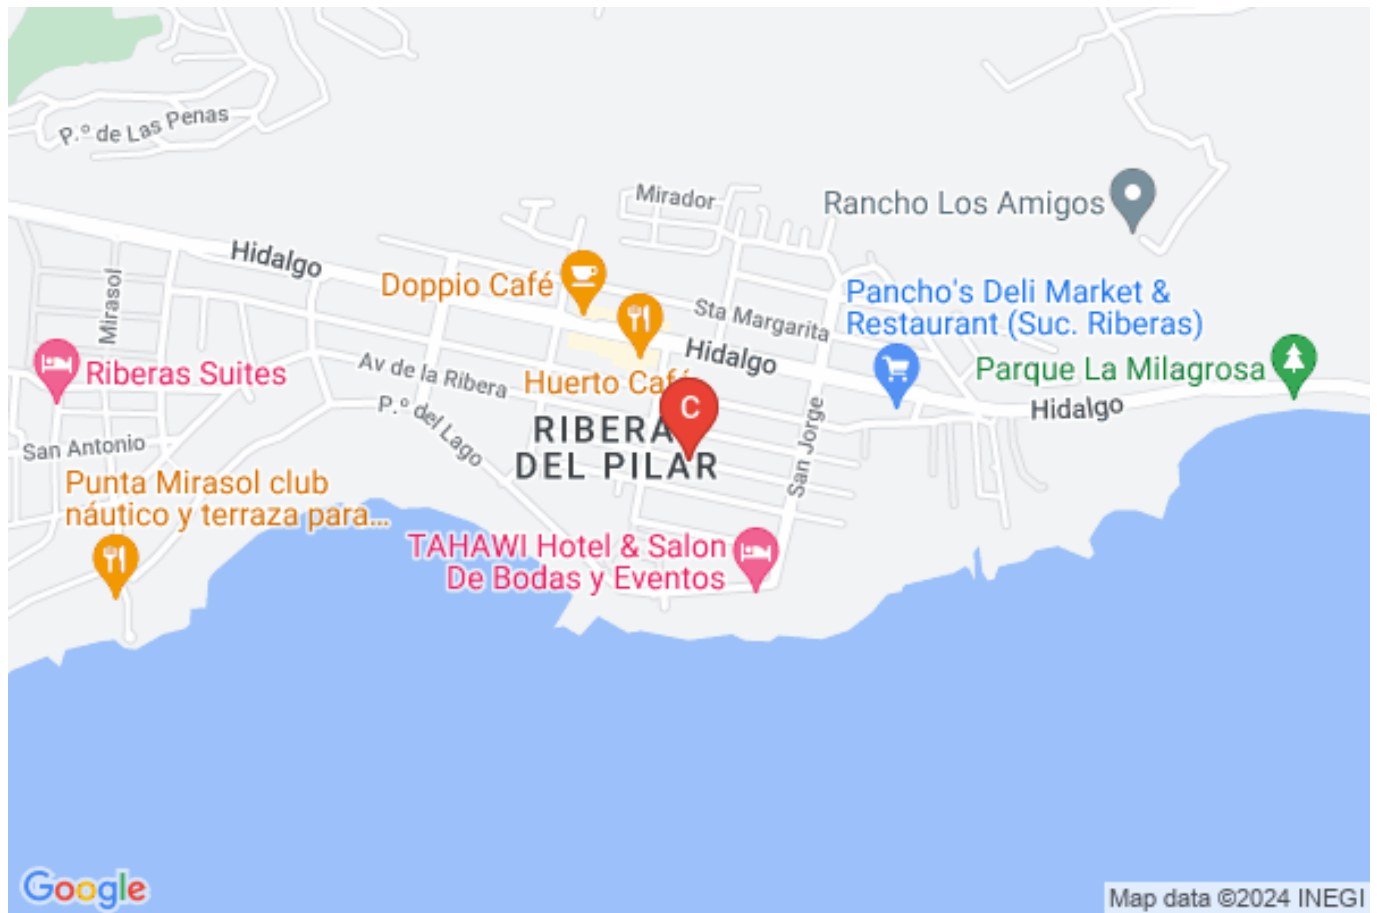 P.º de Las Penas
Mirador
Rancho Los Amigos
Hidalgo
Mirasol
Doppio Café
Sta Margarita
Pancho's Deli Market &
Restaurant (Suc. Riberas)
Hidalgo
Riberas Suites
Av de la Ribera
Huerto Café
Parque La Milagrosa
Hidalgo
P.º del Lago
C
San Jorge
RIBERA
DEL PILAR
San Antonio
Punta Mirasol club
náutico y terraza para...
TAHAWI Hotel & Salon
De Bodas y Eventos
Google
Map data ©2024 INEGI